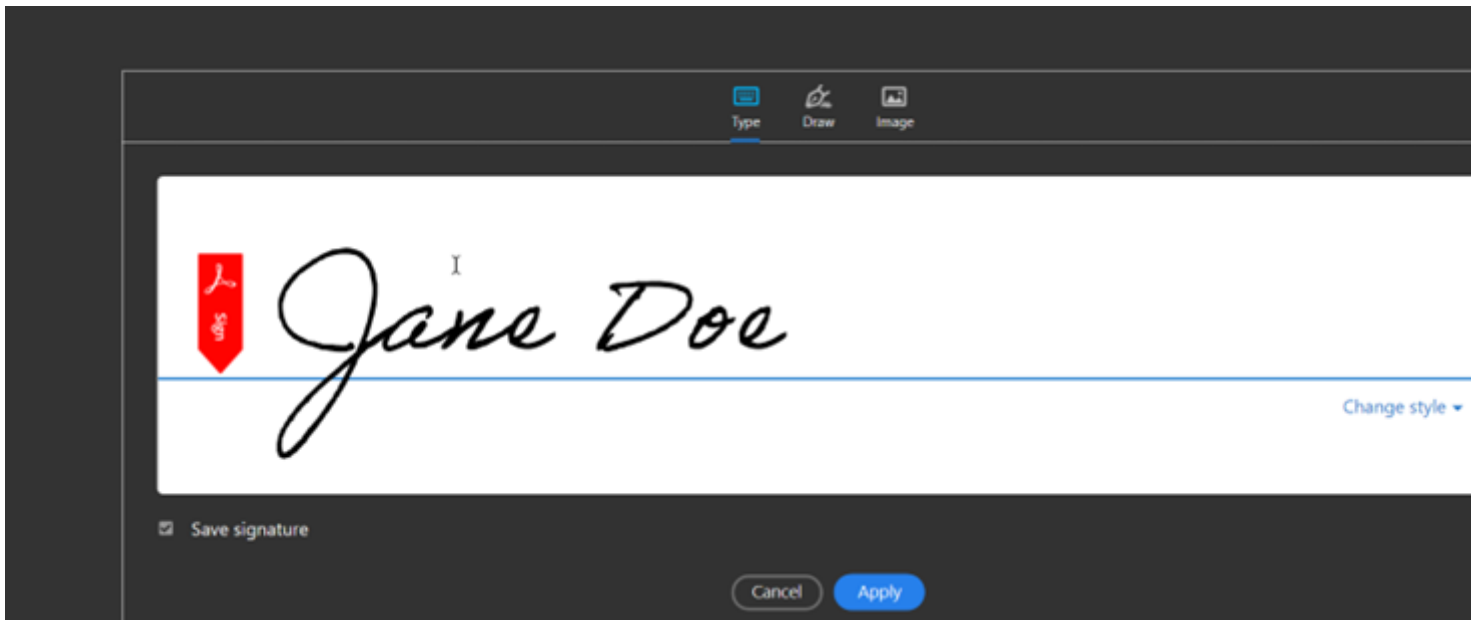 Type Draw Image
Sign
Jane Doe
Change style
Save signature
Cancel Apply